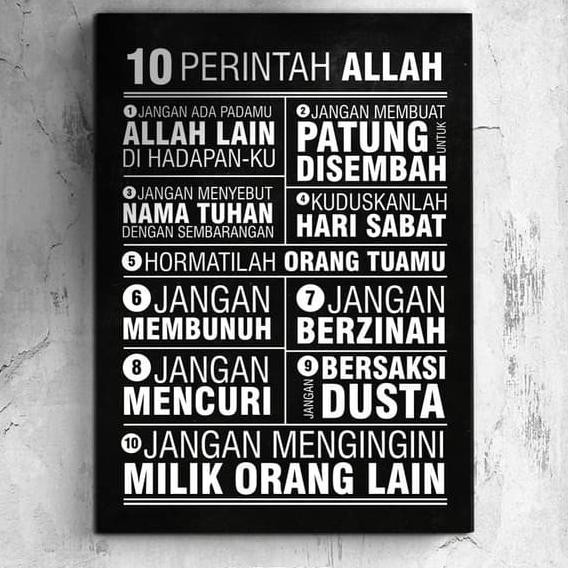 10 PERINTAH ALLAH
1 JANGAN ADA PADAMU
ALLAH LAIN
DI HADAPAN-KU
2 JANGAN MEMBUAT
PATUNG UNTUK
DISEMBAH
3 JANGAN MENYEBUT
NAMA TUHAN
DENGAN SEMBARANGAN
4 KUDUSKANLAH
HARI SABAT
5 HORMATILAH ORANG TUAMU
6 JANGAN
MEMBUNUH
7 JANGAN
BERZINAH
8 JANGAN
MENCURI
9 JANGAN BERSAKSI
DUSTA
10 JANGAN MENGINGINI
MILIK ORANG LAIN